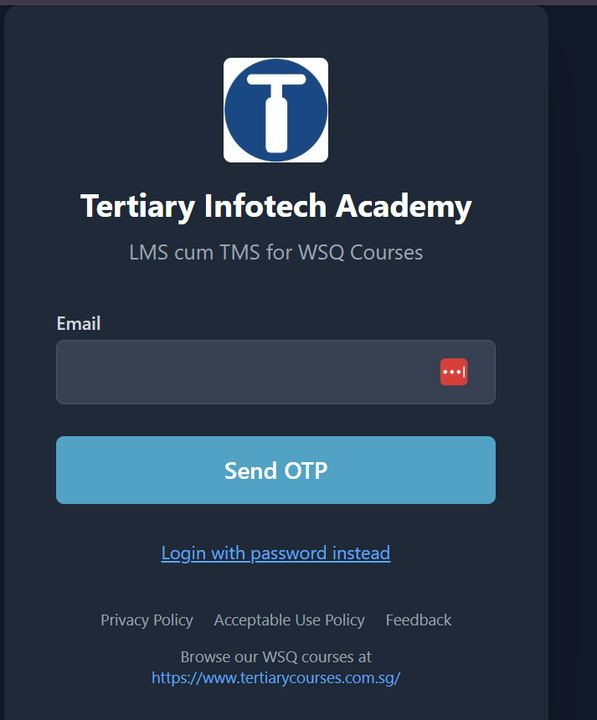 Tertiary Infotech Academy
LMS cum TMS for WSQ Courses
Email
Send OTP
Login with password instead
Privacy Policy Acceptable Use Policy Feedback
Browse our WSQ courses at
https://www.tertiarycourses.com.sg/